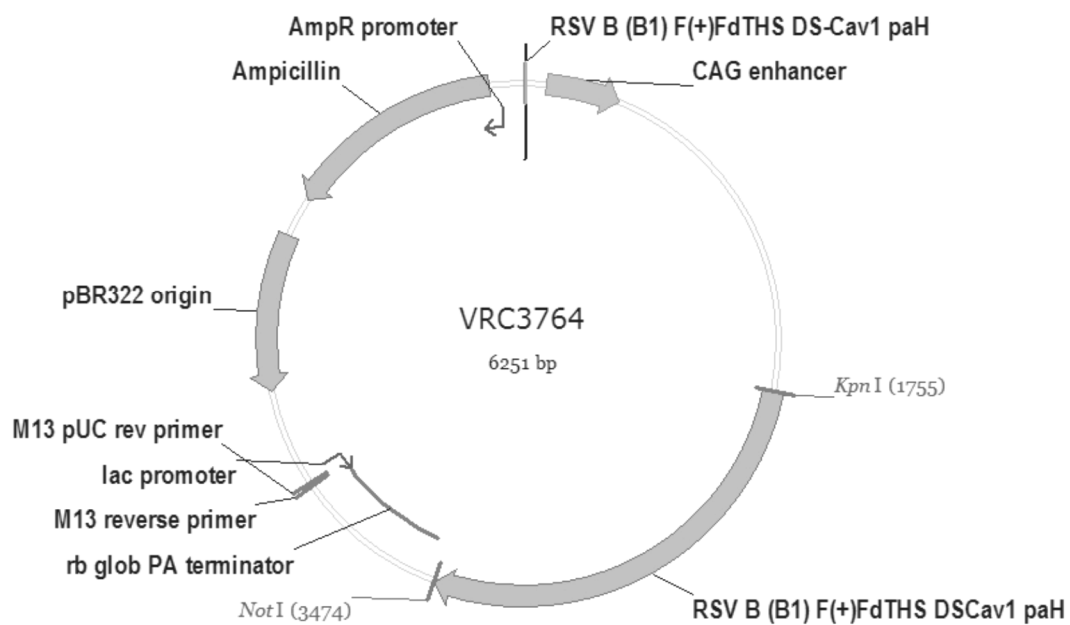 AmpR promoter
RSV B (B1) F(+)FdTHS DS-Cav1 paH
Ampicillin
CAG enhancer
pBR322 origin
VRC3764
6251 bp
KpnI (1755)
M13 pUC rev primer
lac promoter
M13 reverse primer
rb glob PA terminator
NotI (3474)
RSV B (B1) F(+)FdTHS DSCav1 paH